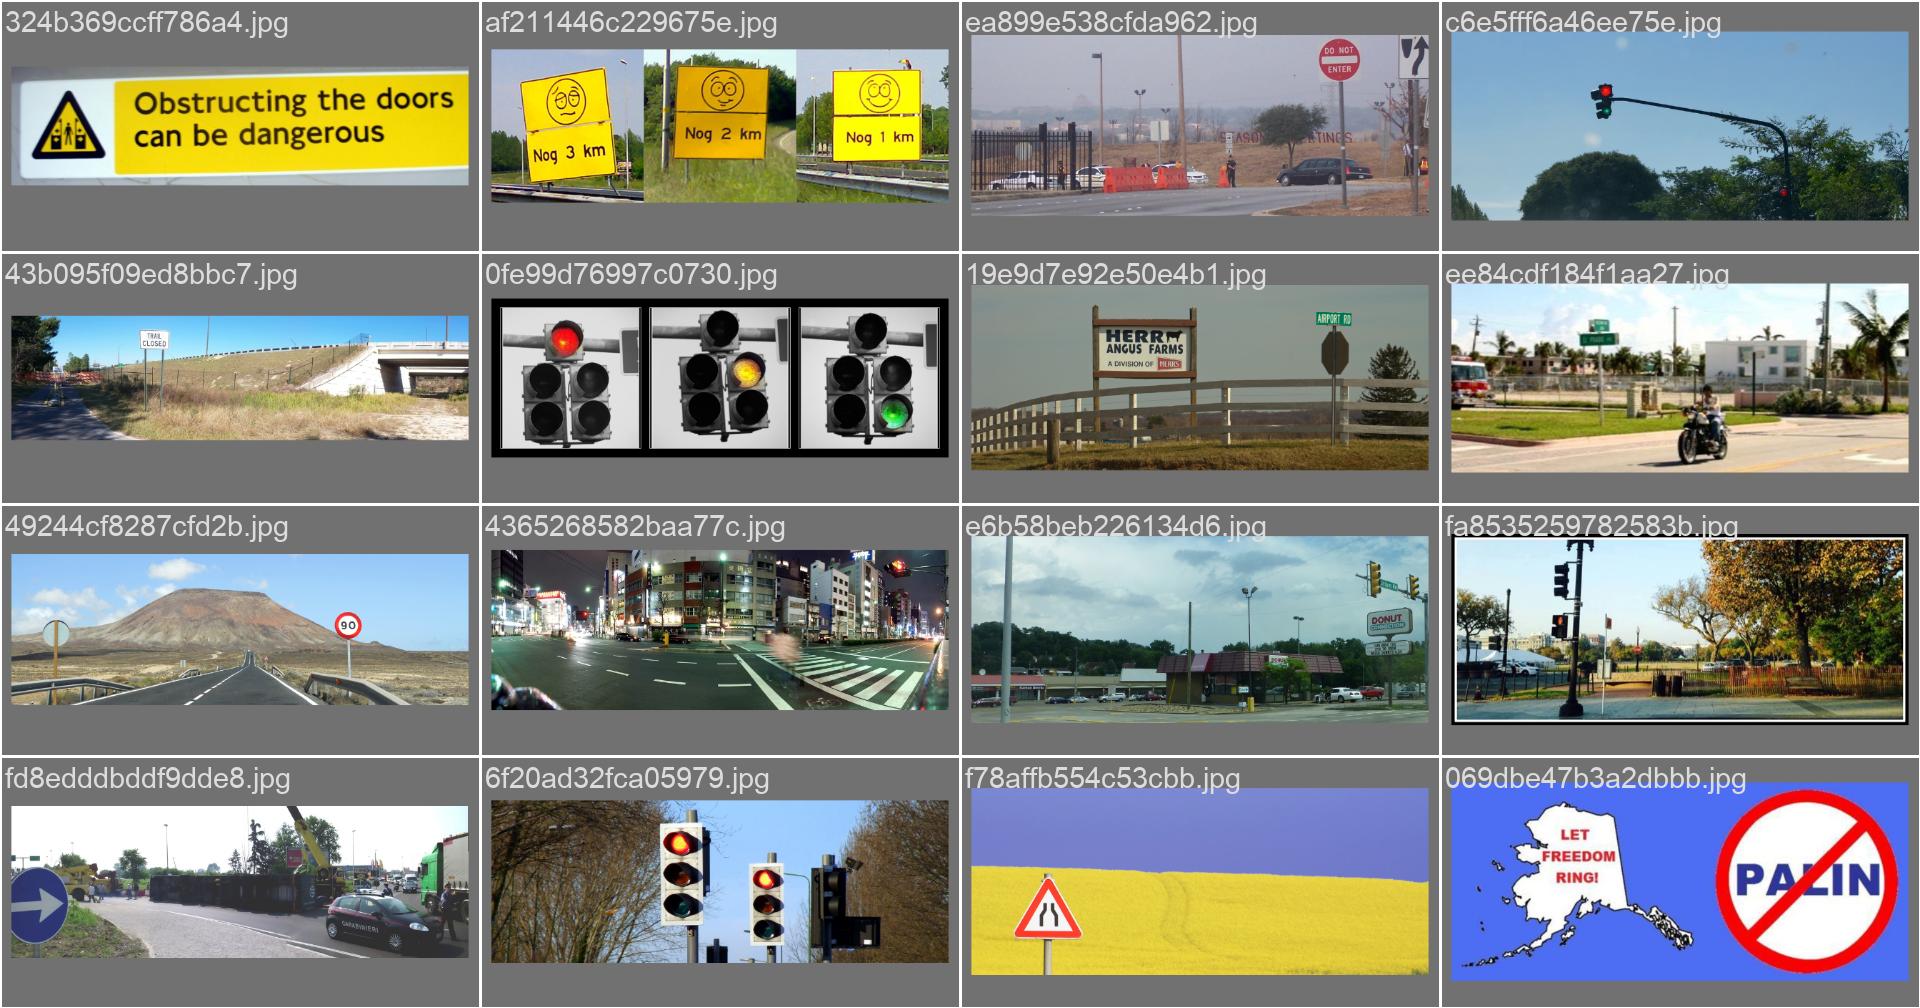 324b369ccff786a4.jpg
Obstructing the doors
can be dangerous
af211446c229675e.jpg
Nog 3 km
Nog 2 km
Nog 1 km
ea899e538cfda962.jpg
DO NOT
ENTER
c6e5fff6a46ee75e.jpg
43b095f09ed8bbc7.jpg
TRAIL
CLOSED
0fe99d76997c0730.jpg
19e9d7e92e50e4b1.jpg
HERR
ANGUS FARMS
A DIVISION OF HERRS
AIRPORT RD
ee84cdf184f1aa27.jpg
49244cf8287cfd2b.jpg
90
4365268582baa77c.jpg
e6b58beb226134d6.jpg
DONUT
CONNECTION
fa8535259782583b.jpg
fd8edddbddf9dde8.jpg
CARABINIERI
6f20ad32fca05979.jpg
f78affb554c53cbb.jpg
069dbe47b3a2dbbb.jpg
LET
FREEDOM
RING!
PALIN